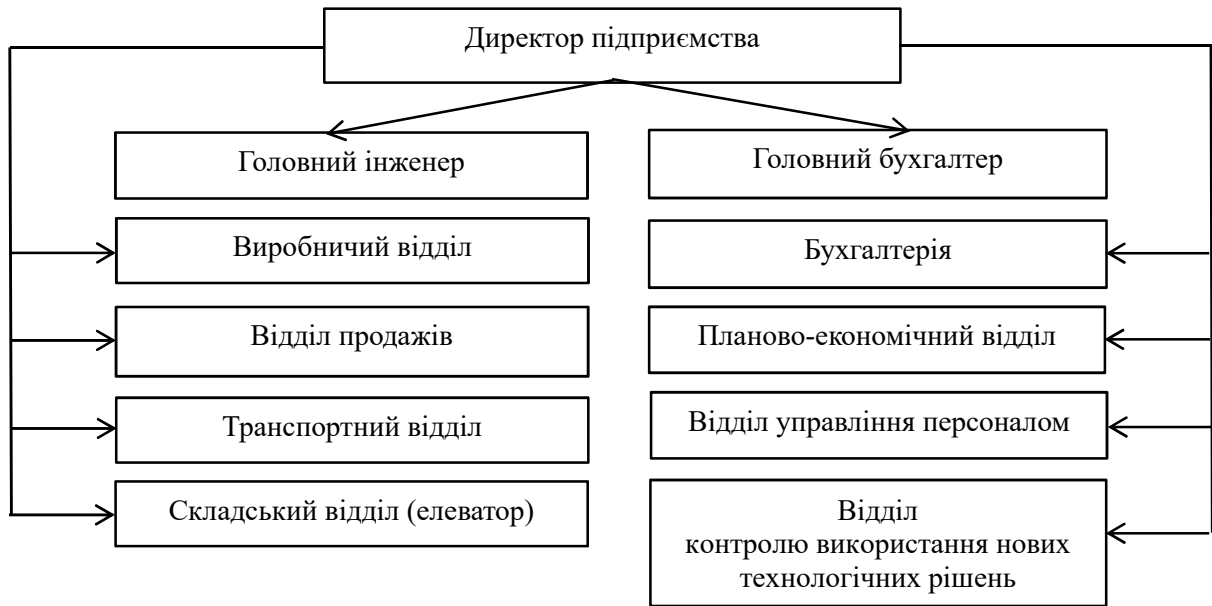 Директор підприємства
Головний інженер
Головний бухгалтер
Виробничий відділ
Бухгалтерія
Відділ продажів
Планово-економічний відділ
Транспортний відділ
Відділ управління персоналом
Складський відділ (елеватор)
Відділ
контролю використання нових
технологічних рішень